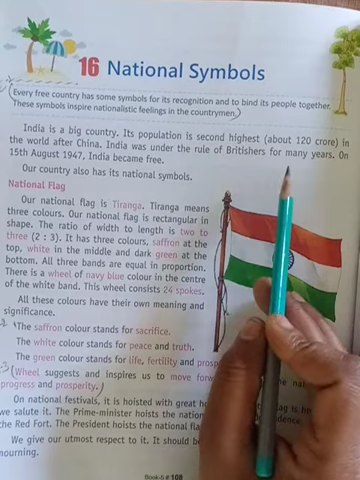 16 National Symbols
Every free country has some symbols for its recognition and to bind its people together.
These symbols inspire nationalistic feelings in the countrymen.
India is a big country. Its population is second highest (about 120 crore) in
the world after China. India was under the rule of Britishers for many years. On
15th August 1947, India became free.
Our country also has its national symbols.
National Flag
Our national flag is Tiranga. Tiranga means
three colours. Our national flag is rectangular in
shape. The ratio of width to length is two to
three (2 : 3). It has three colours, saffron at the
top, white in the middle and dark green at the
bottom. All three bands are equal in proportion.
There is a wheel of navy blue colour in the centre
of the white band. This wheel consists 24 spokes.
All these colours have their own meaning and
significance.
The saffron colour stands for sacrifice.
The white colour stands for peace and truth.
The green colour stands for life, fertility and
Wheel suggests and inspires us to move
progress and prosperity.
On national festivals, it is hoisted with great
we salute it. The Prime-minister hoists the
the Red Fort. The President hoists the national
We give our utmost respect to it. It should
mourning.
Book-5 # 108